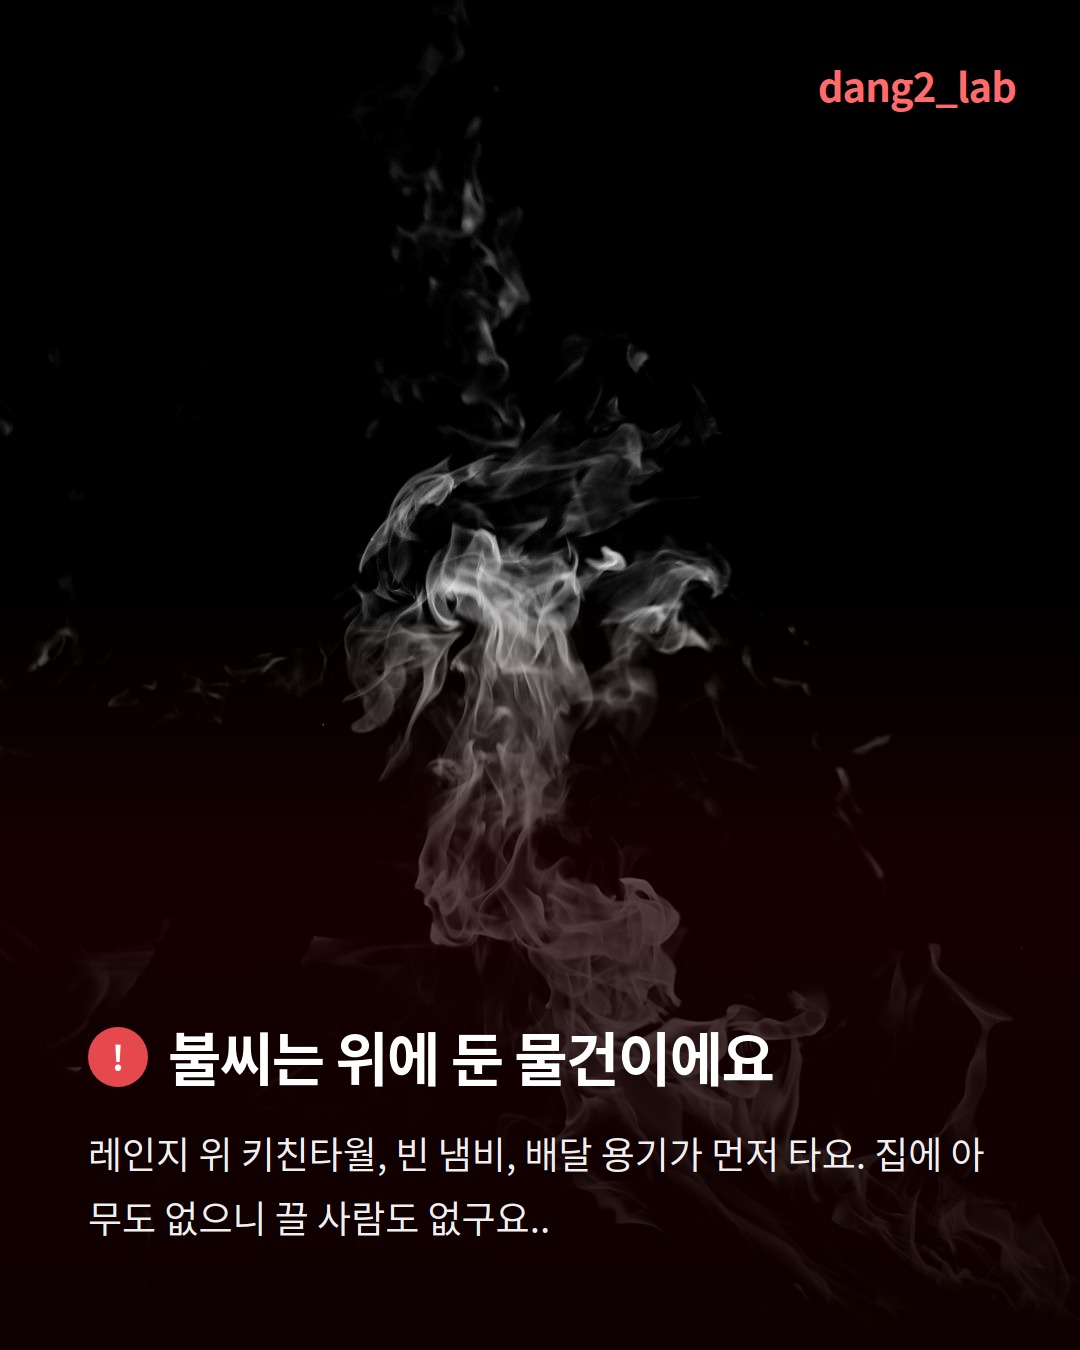 dang2_lab
!
불씨는 위에 둔 물건이에요
레인지 위 키친타월, 빈 냄비, 배달 용기가 먼저 타요. 집에 아
무도 없으니 끌 사람도 없구요..